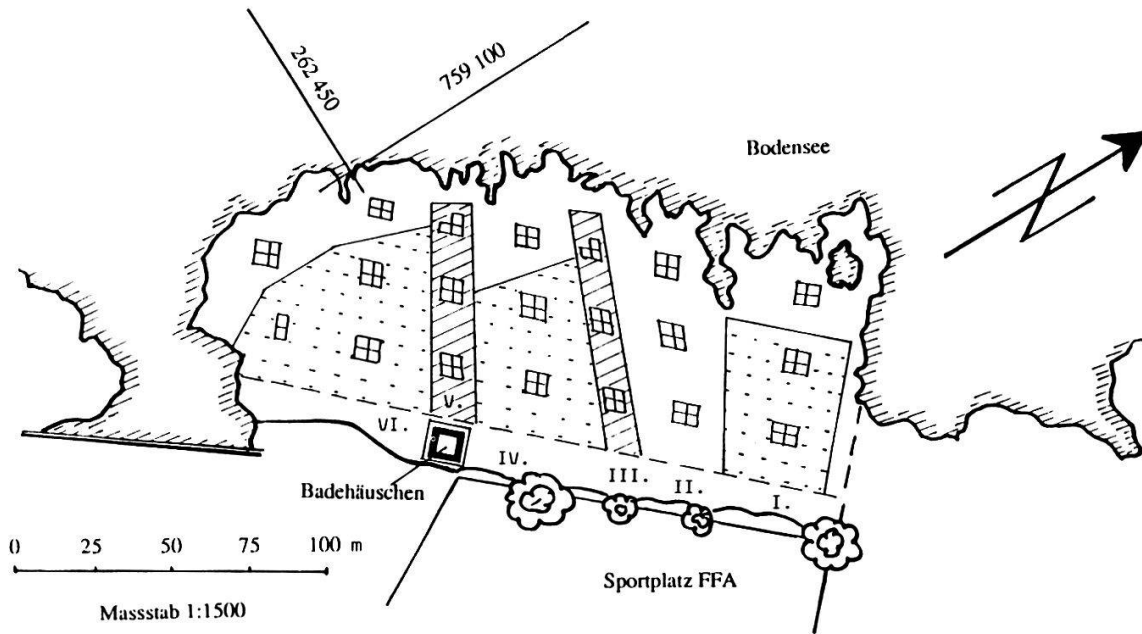 262 450
759 100
Bodensee
V.
VI.
IV.
III.
II.
I.
Badehäuschen
0 25 50 75 100 m
Sportplatz FFA
Massstab 1:1500